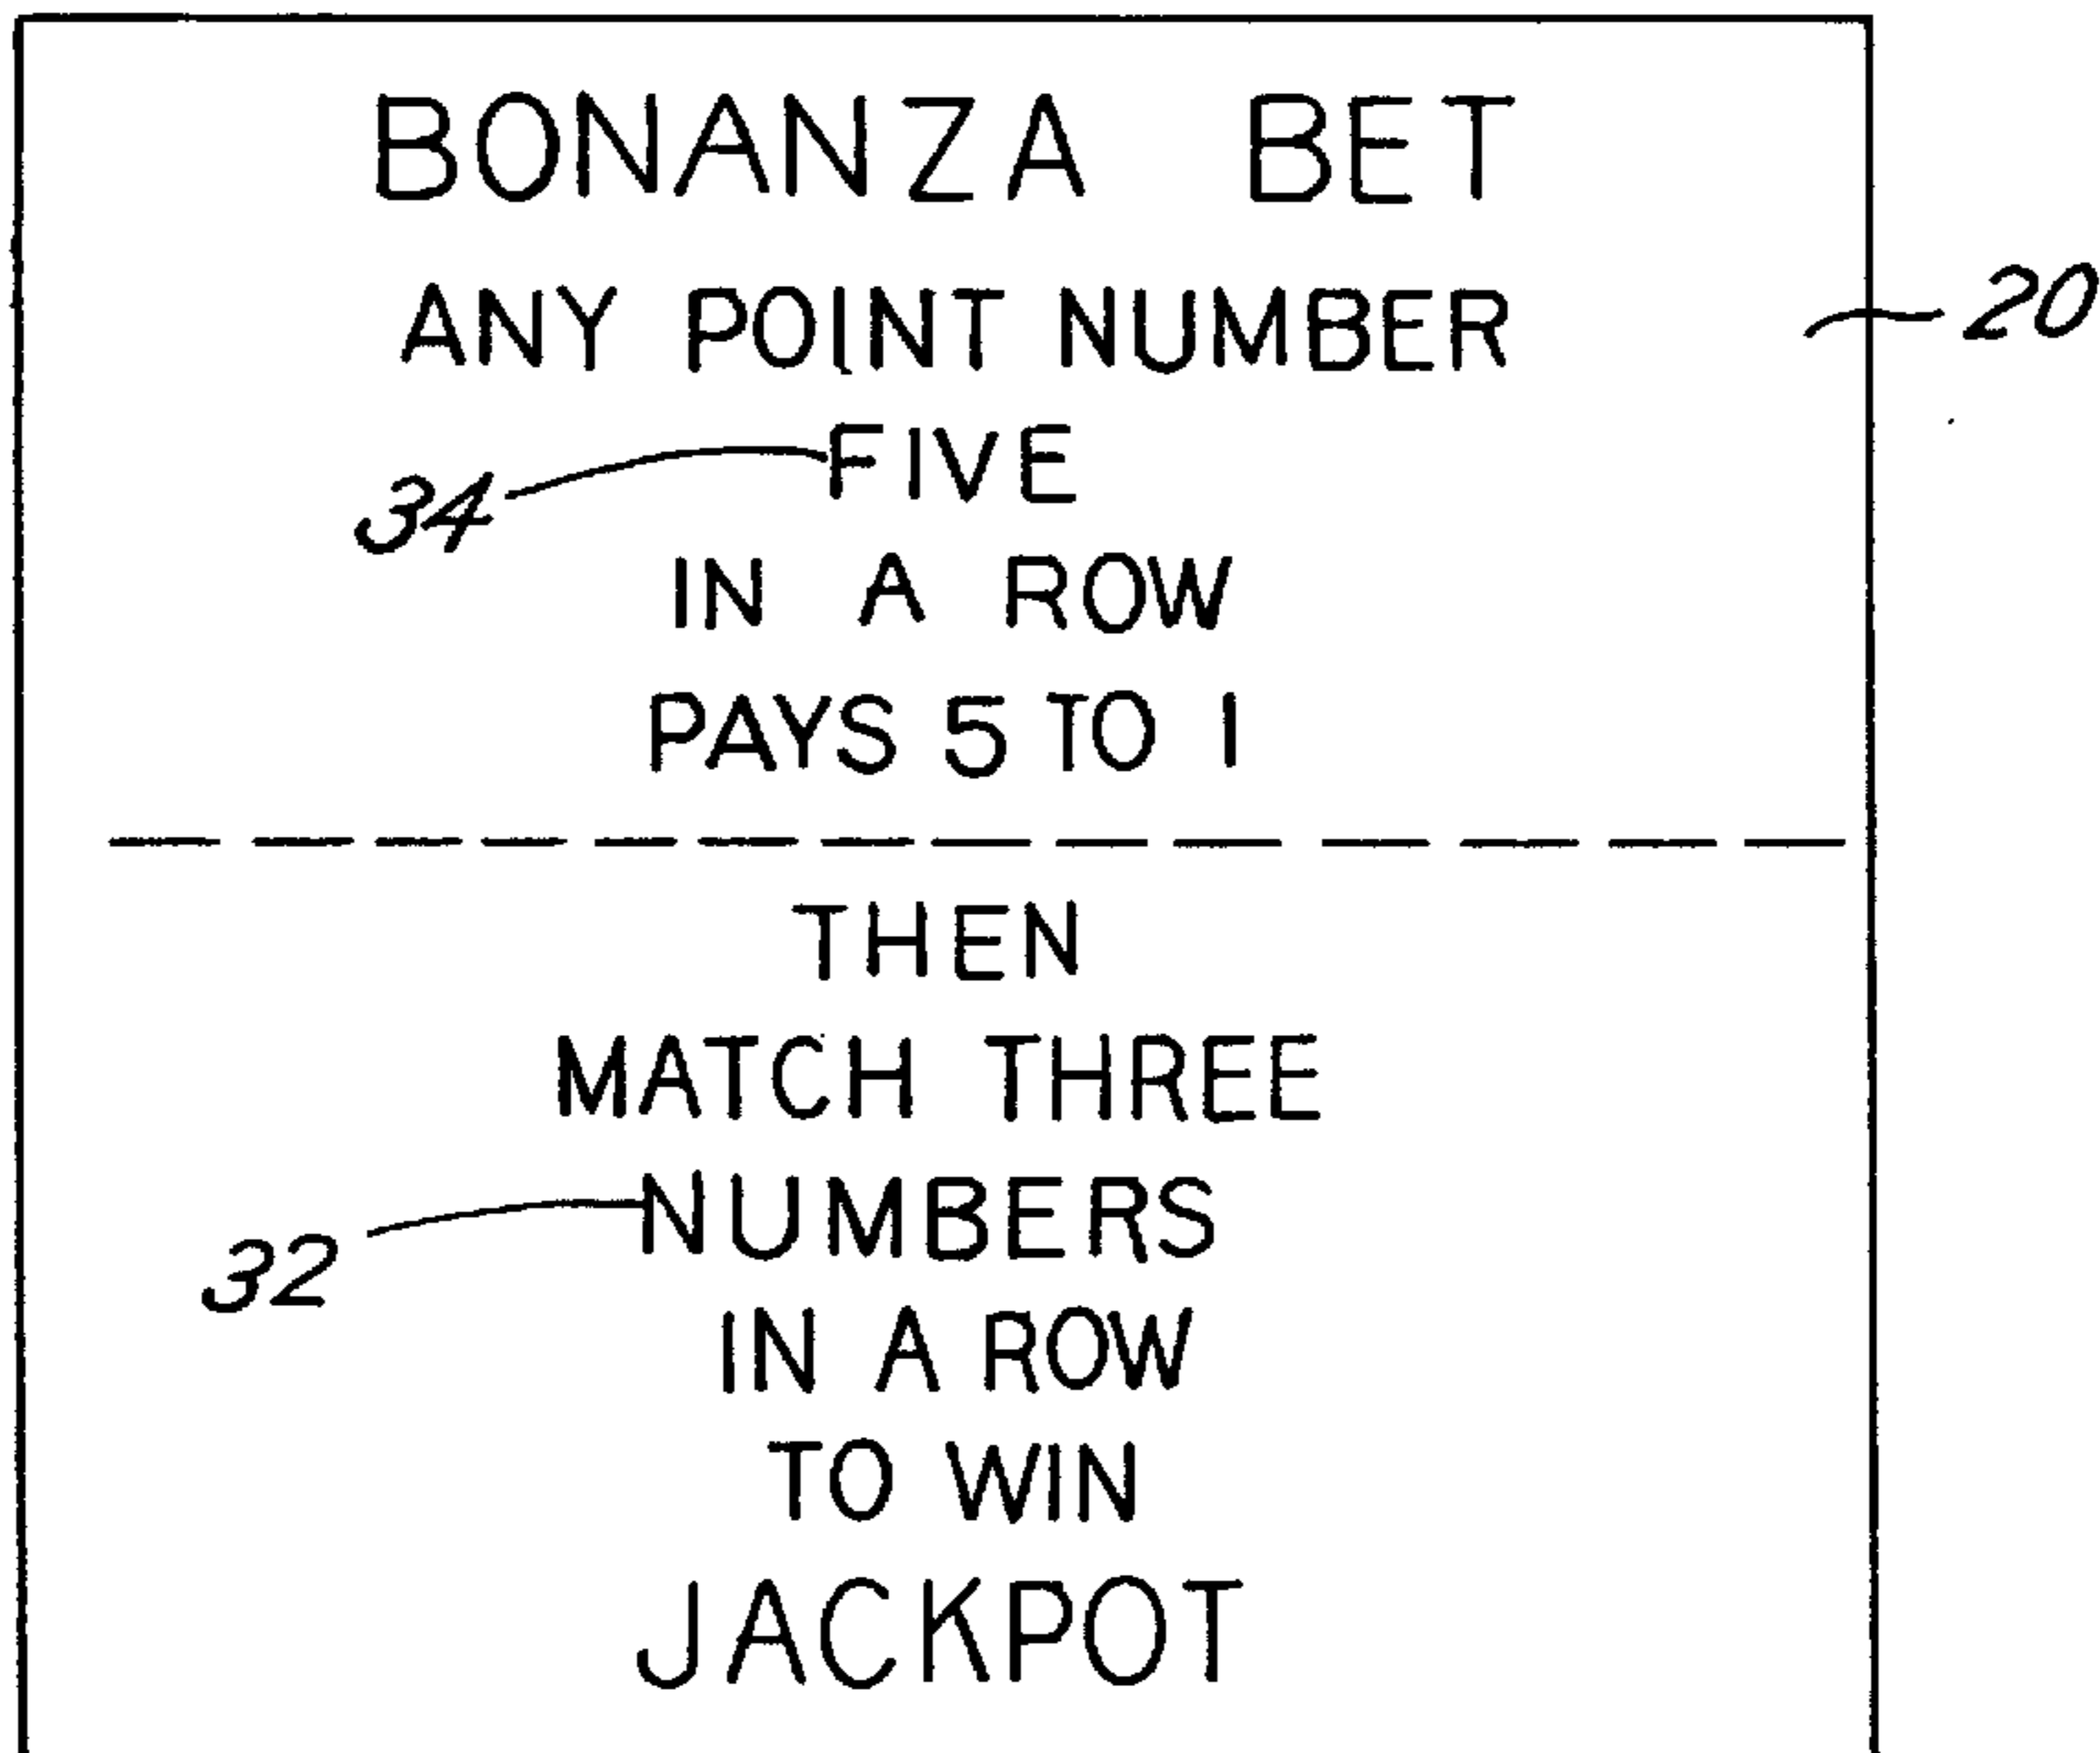 BONANZA BET
ANY POINT NUMBER
20
FIVE
34
IN A ROW
PAYS 5 TO 1
THEN
MATCH THREE
NUMBERS
32
IN A ROW
TO WIN
JACKPOT